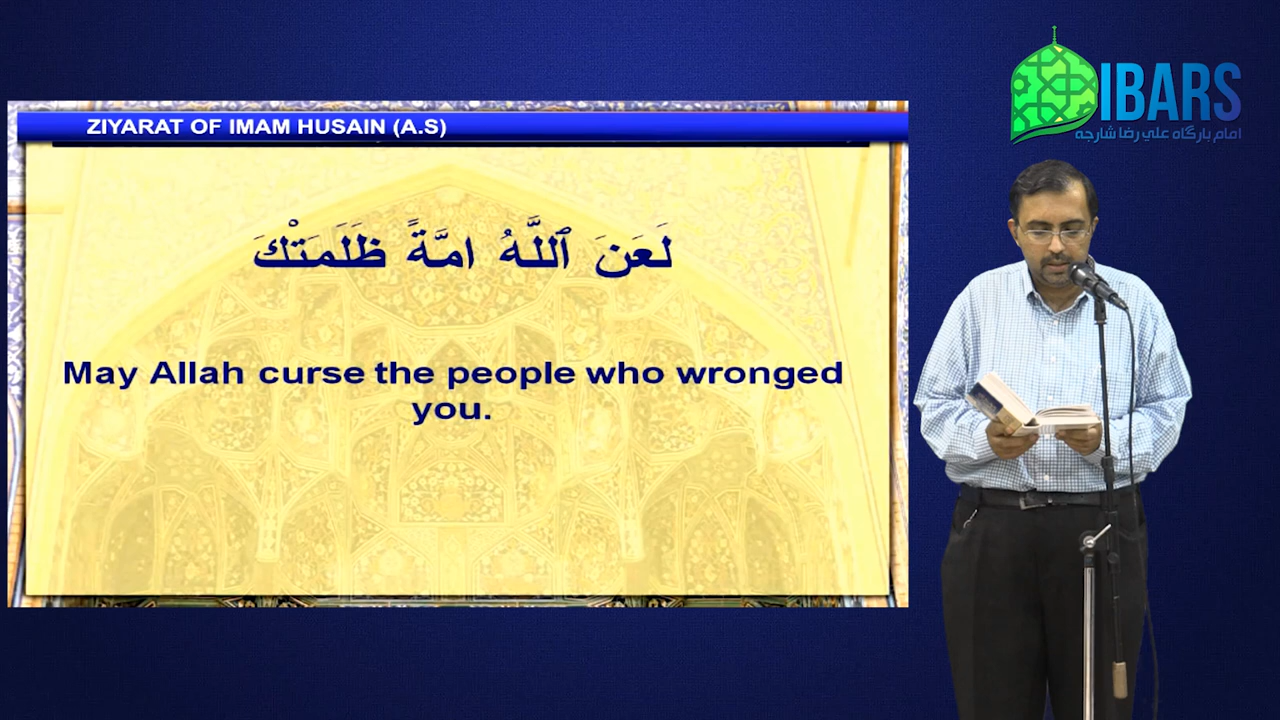 IBARS
امام بارگاه علي رضا شارجه
ZIYARAT OF IMAM HUSAIN (A.S)
لَعَنَ ٱللَّهُ امَّةً ظَلَمَتْكَ
May Allah curse the people who wronged
you.